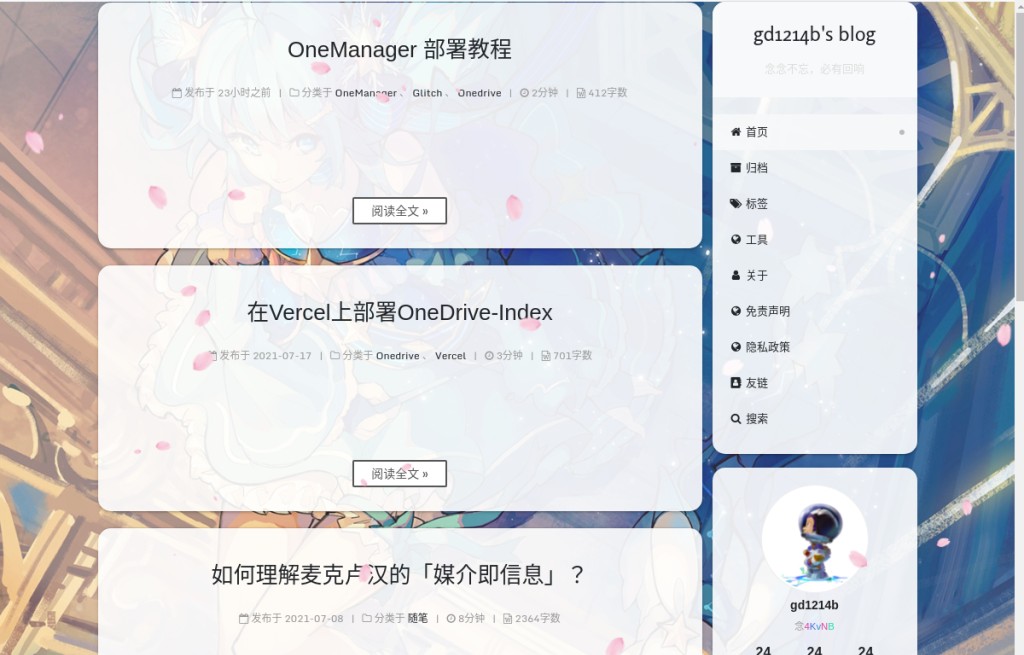 OneManager 部署教程
发布于 23小时之前 | 分类于 OneManager 、 Glitch 、 Onedrive | 2分钟 | 412字数
阅读全文 »
在Vercel上部署OneDrive-Index
发布于 2021-07-17 | 分类于 Onedrive 、 Vercel | 3分钟 | 701字数
阅读全文 »
如何理解麦克卢汉的「媒介即信息」？
发布于 2021-07-08 | 分类于 随笔 | 8分钟 | 2364字数
gd1214b's blog
念念不忘，必有回响
首页
归档
标签
工具
关于
免责声明
隐私政策
友链
搜索
gd1214b
念4KvNB
24 24 24